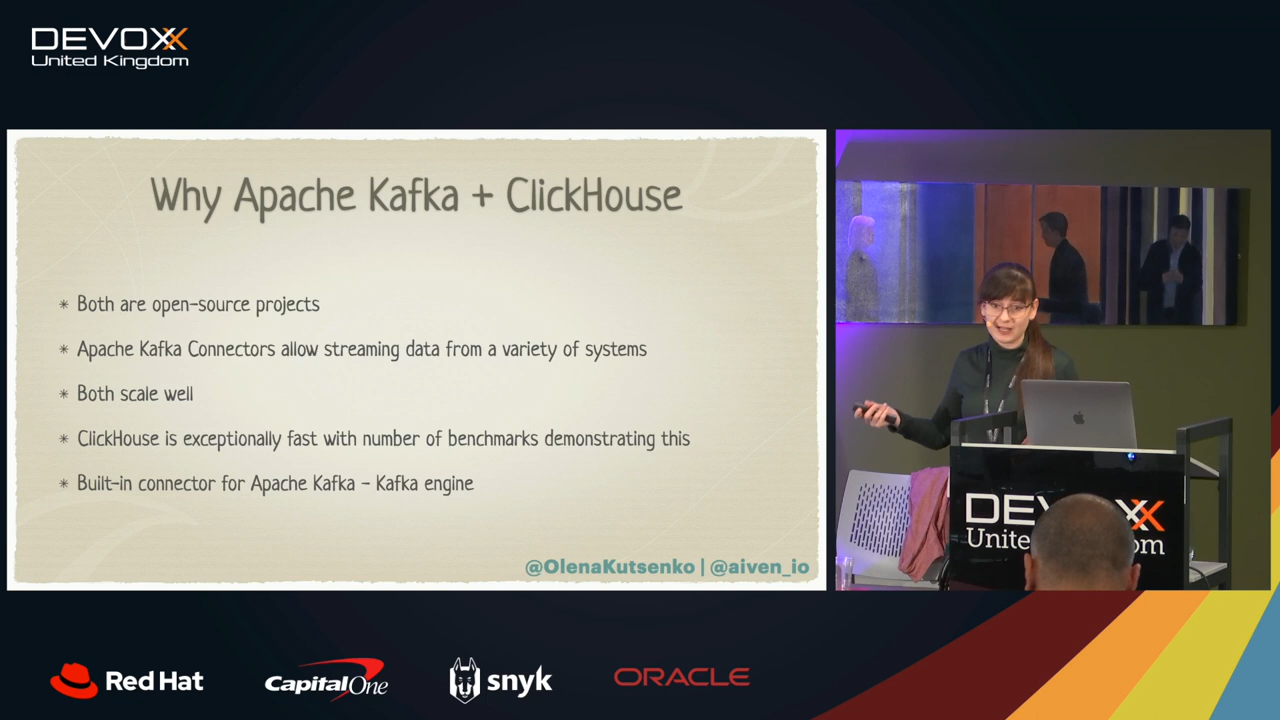 DEVOXX
United Kingdom
Why Apache Kafka + ClickHouse
* Both are open-source projects
* Apache Kafka Connectors allow streaming data from a variety of systems
* Both scale well
* ClickHouse is exceptionally fast with number of benchmarks demonstrating this
* Built-in connector for Apache Kafka - Kafka engine
@OlenaKutsenko | @aiven_io
Red Hat
Capital One
snyk
ORACLE